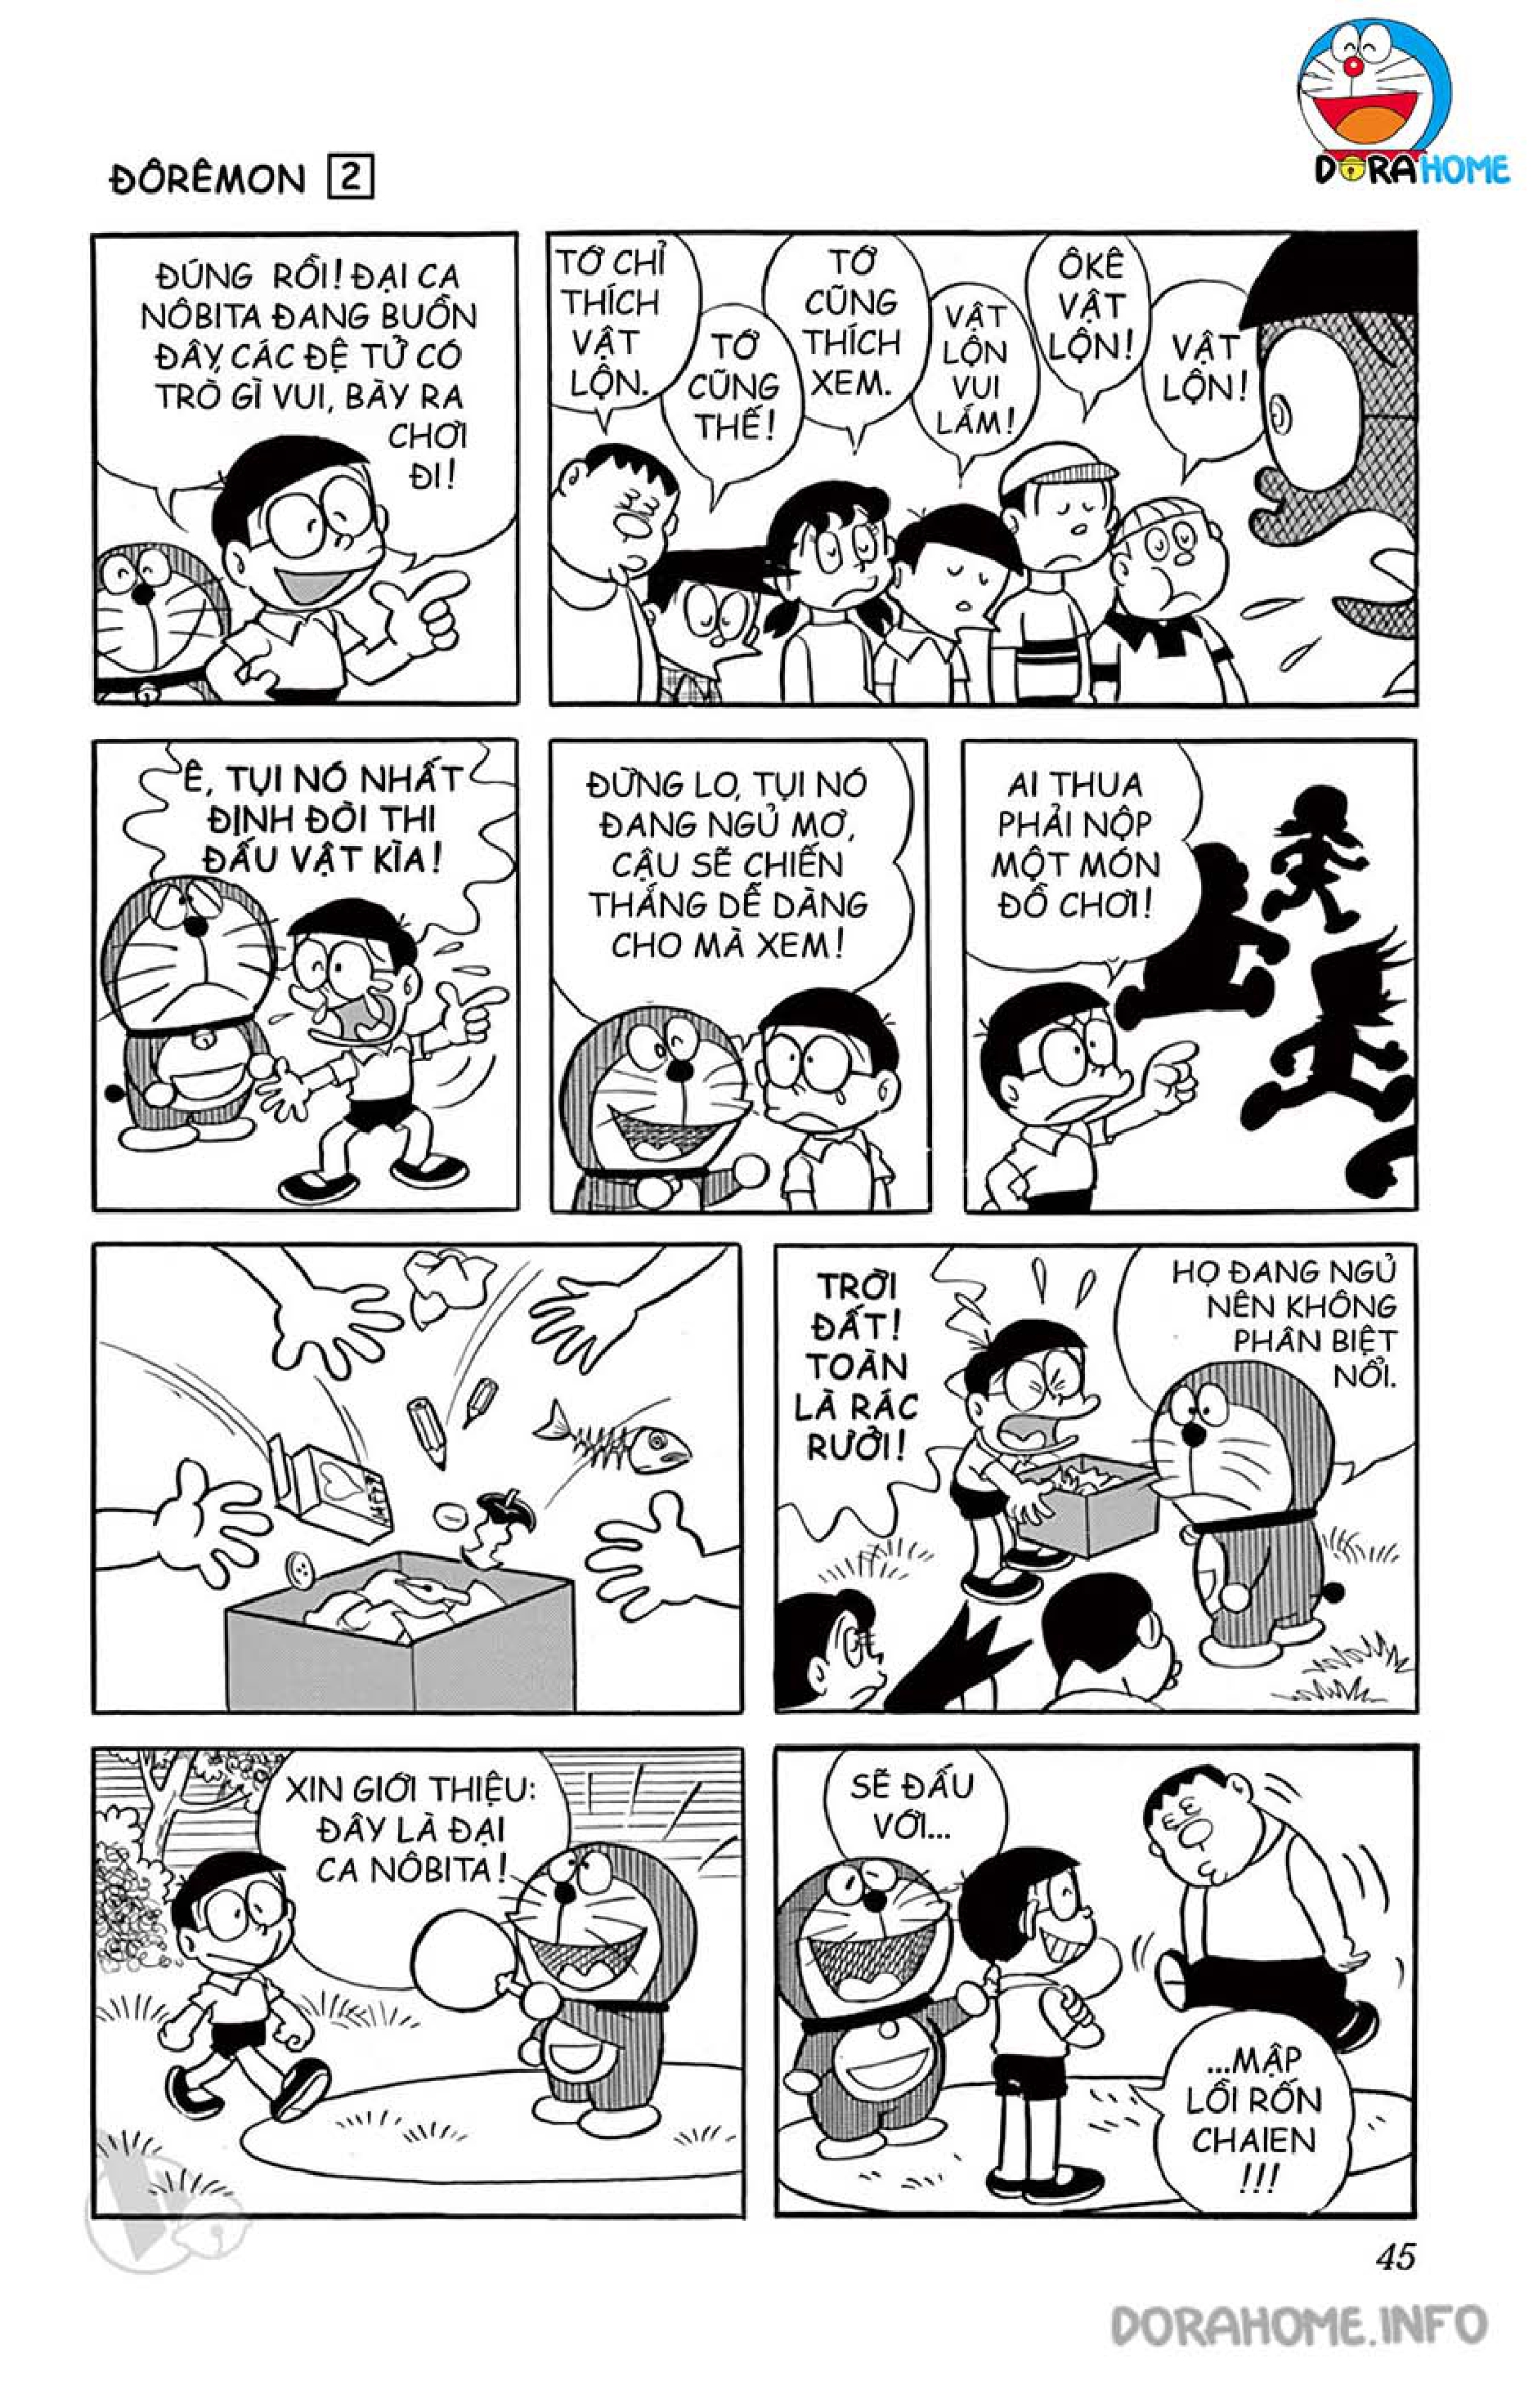 DORAHOME
ĐÔRÊMON 2
ĐÚNG RỒI! ĐẠI CA
NÔBITA ĐANG BUỒN
ĐÂY, CÁC ĐỆ TỬ CÓ
TRÒ GÌ VUI, BÀY RA
CHƠI
ĐI!
TỚ CHỈ
THÍCH
VẬT
LỘN.
TỚ
CŨNG
THẾ!
TỚ
CŨNG
THÍCH
XEM.
VẬT
LỘN
VUI
LẮM!
ÔKÊ
VẬT
LỘN!
VẬT
LỘN!
Ê, TỤI NÓ NHẤT
ĐỊNH ĐÒI THI
ĐẤU VẬT KÌA!
ĐỪNG LO, TỤI NÓ
ĐANG NGỦ MƠ,
CẬU SẼ CHIẾN
THẮNG DỄ DÀNG
CHO MÀ XEM!
AI THUA
PHẢI NỘP
MỘT MÓN
ĐỒ CHƠI!
TRỜI
ĐẤT!
TOÀN
LÀ RÁC
RƯỞI!
HỌ ĐANG NGỦ
NÊN KHÔNG
PHÂN BIỆT
NỔI.
XIN GIỚI THIỆU:
ĐÂY LÀ ĐẠI
CA NÔBITA!
SẼ ĐẤU
VỚI...
...MẬP
LỒI RỐN
CHAIEN
!!!
45
DORAHOME.INFO